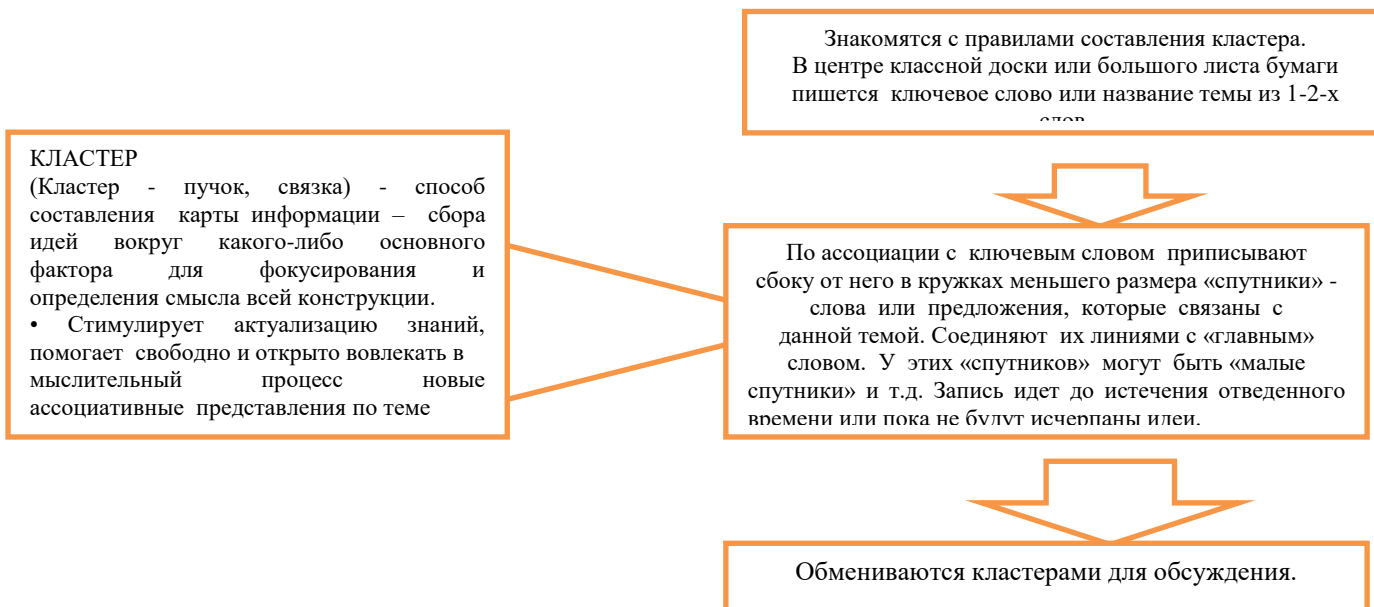 Знакомятся с правилами составления кластера.
В центре классной доски или большого листа бумаги
пишется ключевое слово или название темы из 1-2-х
слов
КЛАСТЕР
(Кластер - пучок, связка) - способ
составления карты информации – сбора
идей вокруг какого-либо основного
фактора для фокусирования и
определения смысла всей конструкции.
• Стимулирует актуализацию знаний,
помогает свободно и открыто вовлекать в
мыслительный процесс новые
ассоциативные представления по теме
По ассоциации с ключевым словом приписывают
сбоку от него в кружках меньшего размера «спутники» -
слова или предложения, которые связаны с
данной темой. Соединяют их линиями с «главным»
словом. У этих «спутников» могут быть «малые
спутники» и т.д. Запись идет до истечения отведенного
времени или пока не будут исчерпаны идеи.
Обмениваются кластерами для обсуждения.